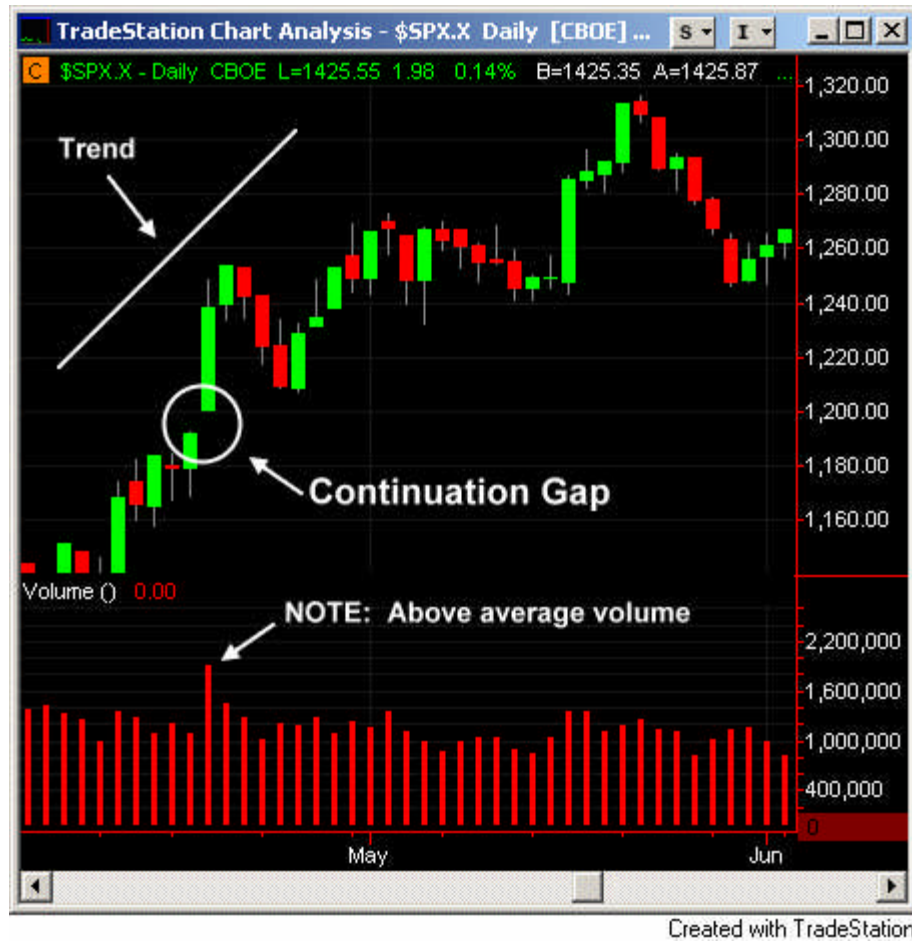 TradeStation Chart Analysis - $SPX.X Daily [CBOE] ... S I
C $SPX.X - Daily CBOE L=1425.55 1.98 0.14% B=1425.35 A=1425.87 ...
1,320.00
Trend
1,300.00
1,280.00
1,260.00
1,240.00
1,220.00
1,200.00
1,180.00
Continuation Gap
1,160.00
Volume () 0.00
NOTE: Above average volume
2,200,000
1,600,000
1,000,000
400,000
0
May Jun
Created with TradeStation